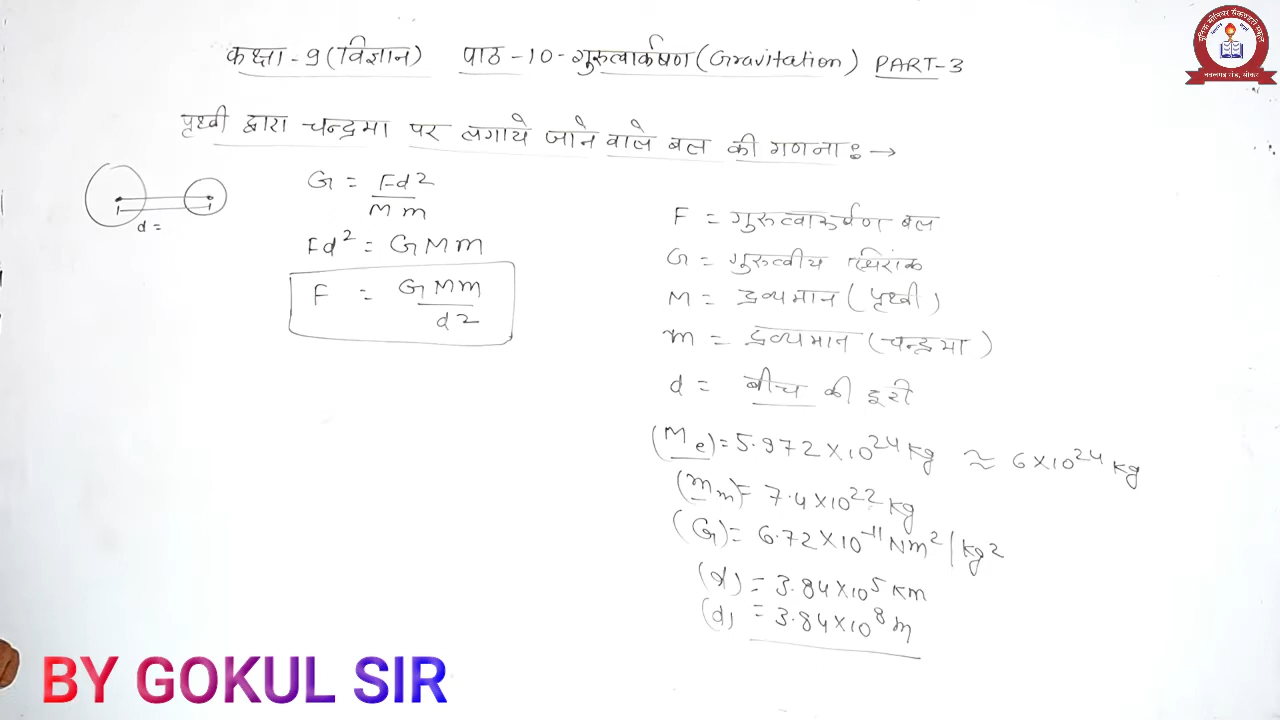 कक्षा - 9 (विज्ञान) पाठ - 10 - गुरुत्वार्कषण (Gravitation) PART-3
पृथ्वी द्वारा चन्द्रमा पर लगाये जाने वाले बल की गणना :→
d =
G = Fd²/Mm
Fd² = GMm
F = GMm/d²
F = गुरुत्वाकर्षण बल
G = गुरुत्वीय स्थिरांक
M = द्रव्यमान (पृथ्वी)
m = द्रव्यमान (चन्द्रमा)
d = बीच की दूरी
(Me) = 5.972×10²⁴ kg ≈ 6×10²⁴ kg
(mm) = 7.4×10²² kg
(G) = 6.72×10⁻¹¹ Nm²/kg²
(d) = 3.84×10⁵ km
(d) = 3.84×10⁸ m
BY GOKUL SIR